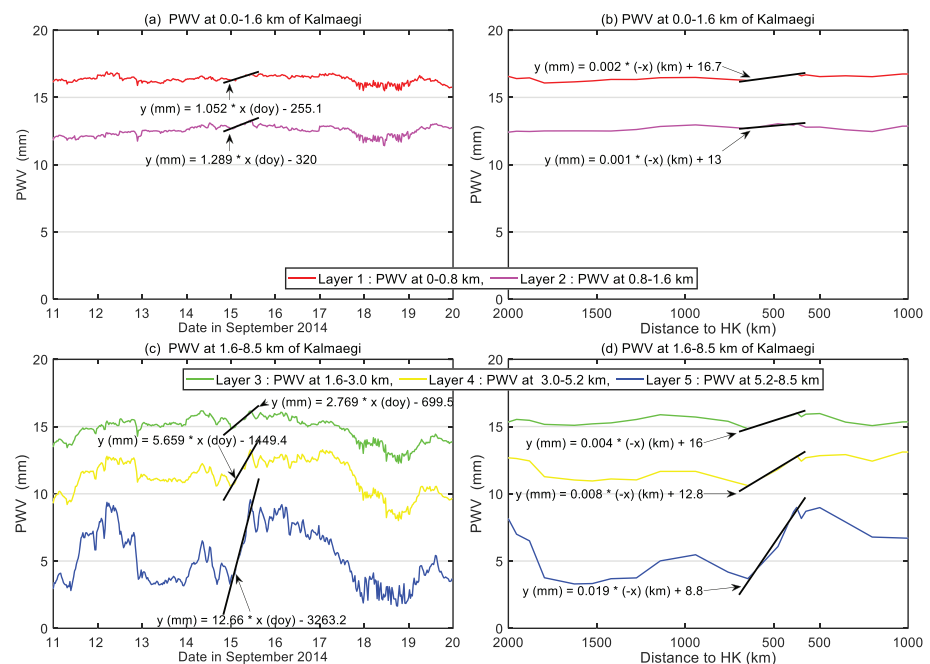 (a) PWV at 0.0-1.6 km of Kalmaegi
20
15
10
5
0
PWV (mm)
y (mm) = 1.052 * x (doy) - 255.1
y (mm) = 1.289 * x (doy) - 320
11 12 13 14 15 16 17 18 19 20
Date in September 2014
(b) PWV at 0.0-1.6 km of Kalmaegi
20
15
10
5
0
PWV (mm)
y (mm) = 0.002 * (-x) (km) + 16.7
y (mm) = 0.001 * (-x) (km) + 13
2000 1500 1000 500 500 1000
Distance to HK (km)
Layer 1 : PWV at 0-0.8 km, Layer 2 : PWV at 0.8-1.6 km
(c) PWV at 1.6-8.5 km of Kalmaegi
20
15
10
5
0
PWV (mm)
y (mm) = 2.769 * x (doy) - 699.5
y (mm) = 5.659 * x (doy) - 1449.4
y (mm) = 12.66 * x (doy) - 3263.2
11 12 13 14 15 16 17 18 19 20
Date in September 2014
(d) PWV at 1.6-8.5 km of Kalmaegi
20
15
10
5
0
PWV (mm)
y (mm) = 0.004 * (-x) (km) + 16
y (mm) = 0.008 * (-x) (km) + 12.8
y (mm) = 0.019 * (-x) (km) + 8.8
2000 1500 1000 500 500 1000
Distance to HK (km)
Layer 3 : PWV at 1.6-3.0 km, Layer 4 : PWV at 3.0-5.2 km, Layer 5 : PWV at 5.2-8.5 km